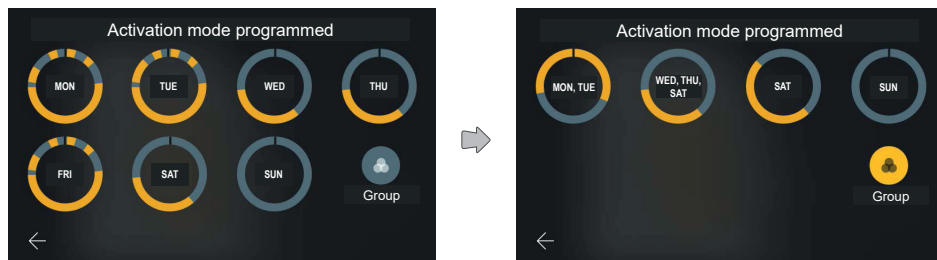 Activation mode programmed
MON
TUE
WED
THU
FRI
SAT
SUN
Group
Activation mode programmed
MON, TUE
WED, THU,
SAT
SAT
SUN
Group